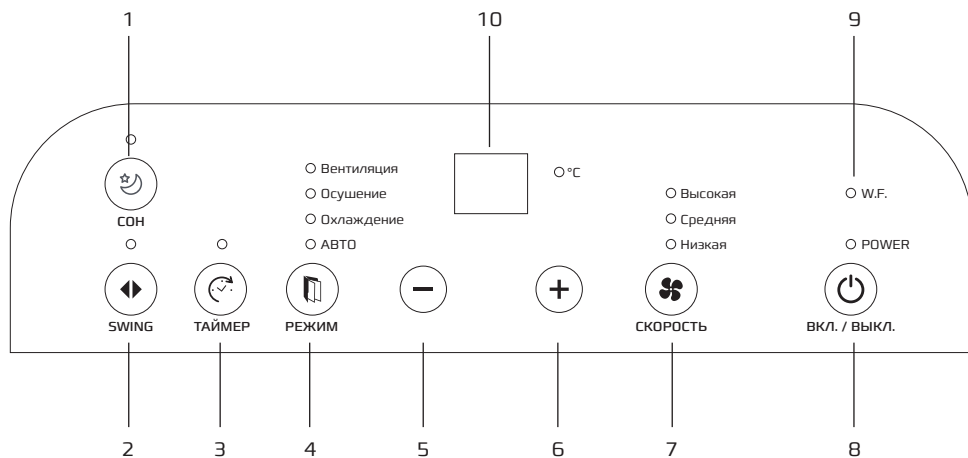 1 10 9
Вентиляция
°C
Осушение
Высокая
W.F.
СОН
Охлаждение
Средняя
АВТО
Низкая
POWER
SWING ТАЙМЕР РЕЖИМ СКОРОСТЬ ВКЛ. / ВЫКЛ.
2 3 4 5 6 7 8